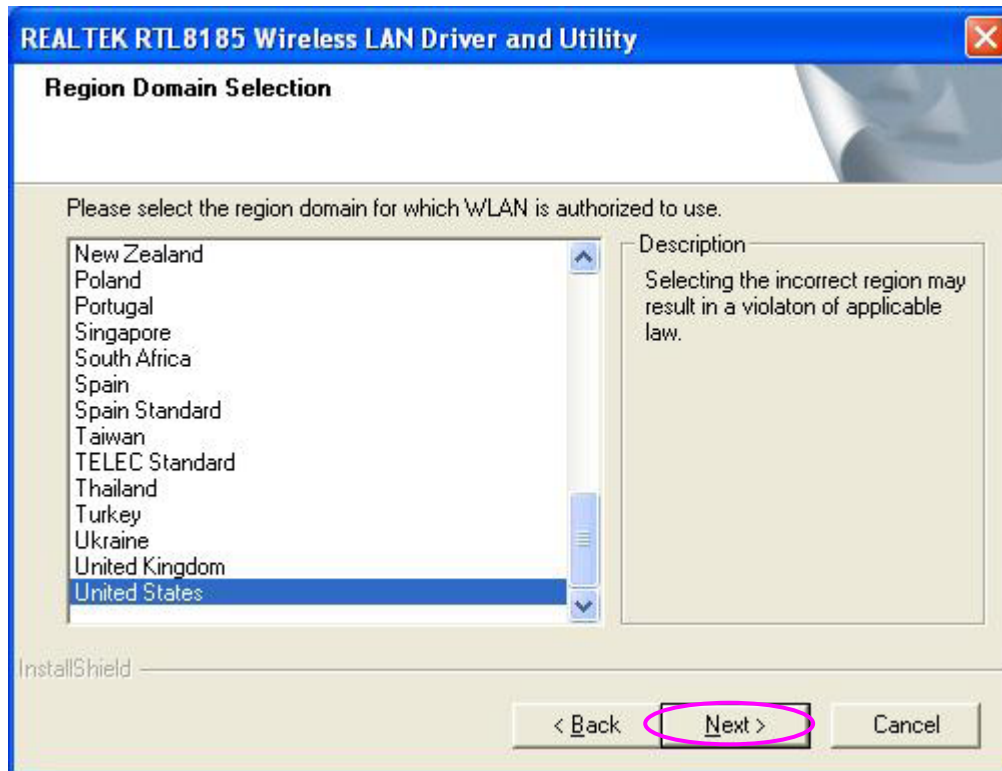 REALTEK RTL8185 Wireless LAN Driver and Utility
Region Domain Selection
Please select the region domain for which WLAN is authorized to use.
New Zealand
Poland
Portugal
Singapore
South Africa
Spain
Spain Standard
Taiwan
TELEC Standard
Thailand
Turkey
Ukraine
United Kingdom
United States
Description
Selecting the incorrect region may
result in a violaton of applicable
law.
InstallShield
< Back
Next >
Cancel